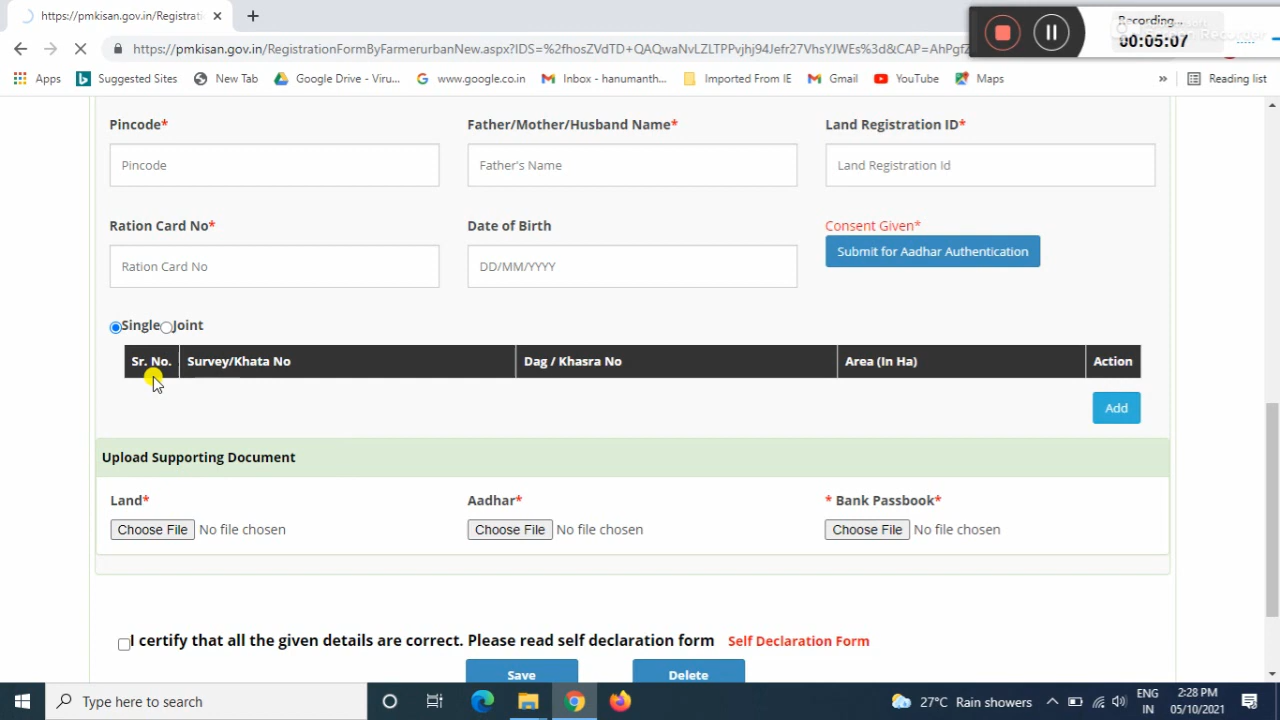 https://pmkisan.gov.in/Registratio
Recording...
00:05:07
https://pmkisan.gov.in/RegistrationFormByFarmerurbanNew.aspx?IDS=%2fhosZVdTD+QAQwaNvLZLTPPvjhj94Jefr27VhsYJWEs%3d&CAP=AhPgf
Apps Suggested Sites New Tab Google Drive - Viru... www.google.co.in Inbox - hanumanth... Imported From IE Gmail YouTube Maps » Reading list
Pincode* Father/Mother/Husband Name* Land Registration ID*
Pincode Father's Name Land Registration Id
Ration Card No* Date of Birth Consent Given*
Ration Card No DD/MM/YYYY Submit for Aadhar Authentication
Single Joint
Sr. No. Survey/Khata No Dag / Khasra No Area (In Ha) Action
Add
Upload Supporting Document
Land* Aadhar* * Bank Passbook*
Choose File No file chosen Choose File No file chosen Choose File No file chosen
I certify that all the given details are correct. Please read self declaration form Self Declaration Form
Save Delete
Type here to search 27°C Rain showers ENG IN 2:28 PM 05/10/2021